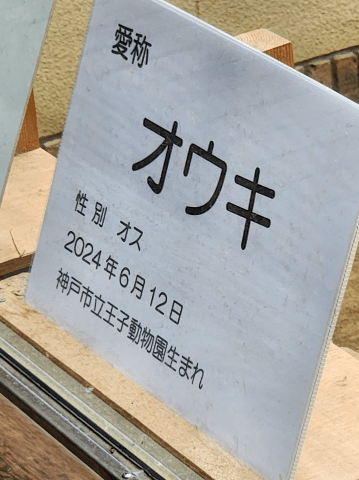 愛称
オウキ
性別 オス
2024年6月12日
神戸市立王子動物園生まれ